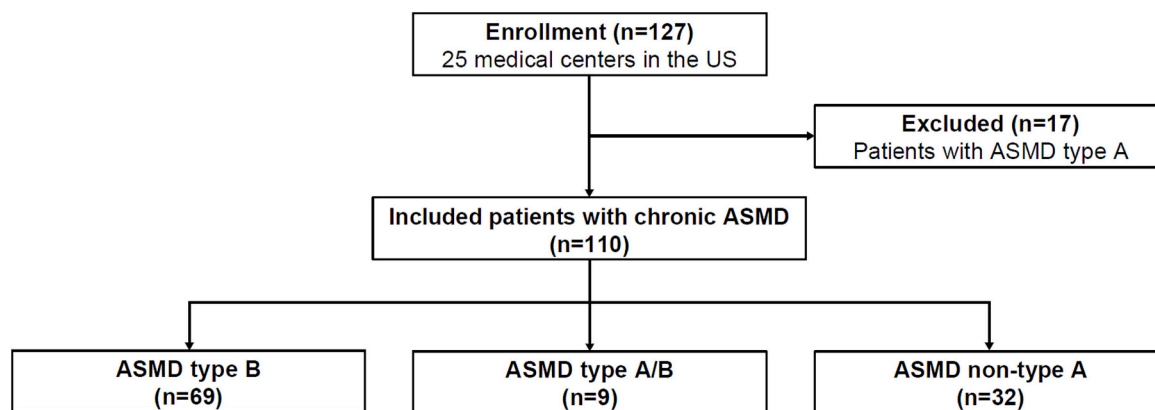 Enrollment (n=127)
25 medical centers in the US
Excluded (n=17)
Patients with ASMD type A
Included patients with chronic ASMD
(n=110)
ASMD type B
(n=69)
ASMD type A/B
(n=9)
ASMD non-type A
(n=32)